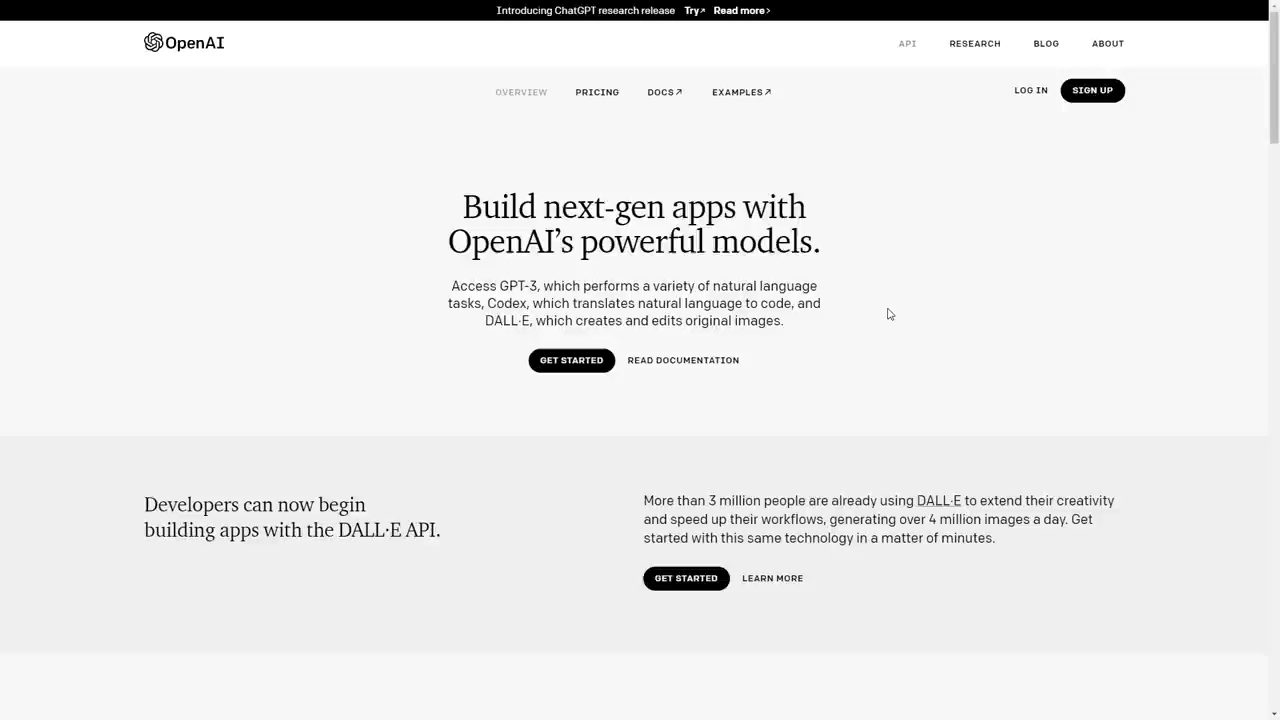 Introducing ChatGPT research release Try↗ Read more›
OpenAI
API RESEARCH BLOG ABOUT
OVERVIEW PRICING DOCS↗ EXAMPLES↗
LOG IN SIGN UP
Build next-gen apps with
OpenAI’s powerful models.
Access GPT-3, which performs a variety of natural language
tasks, Codex, which translates natural language to code, and
DALL·E, which creates and edits original images.
GET STARTED READ DOCUMENTATION
Developers can now begin
building apps with the DALL·E API.
More than 3 million people are already using DALL·E to extend their creativity
and speed up their workflows, generating over 4 million images a day. Get
started with this same technology in a matter of minutes.
GET STARTED LEARN MORE